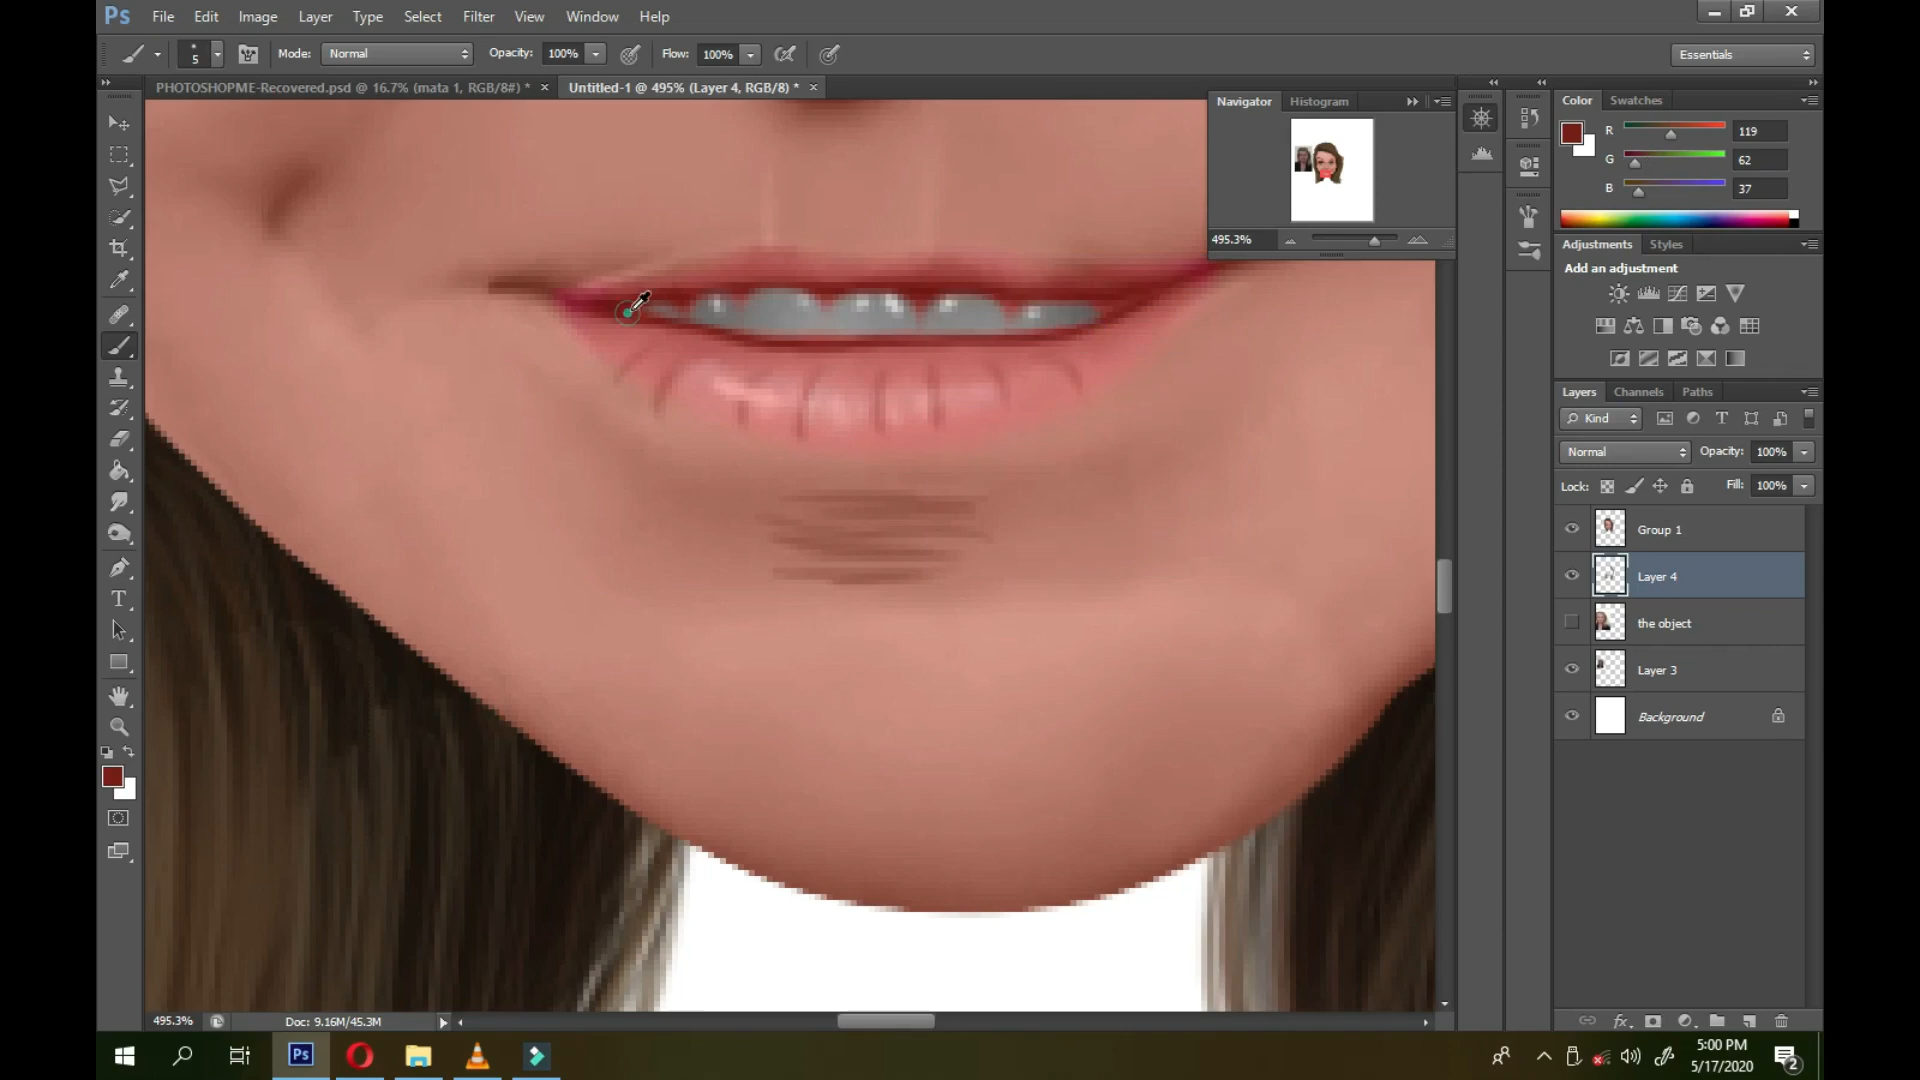 Ps File Edit Image Layer Type Select Filter View Window Help
5 Mode: Normal Opacity: 100% Flow: 100% Essentials
PHOTOSHOPME-Recovered.psd @ 16.7% (mata 1, RGB/8#) * × Untitled-1 @ 495% (Layer 4, RGB/8) * ×
Navigator Histogram
495.3%
Color Swatches
R 119
G 62
B 37
Adjustments Styles
Add an adjustment
Layers Channels Paths
Kind
Normal Opacity: 100%
Lock: Fill: 100%
Group 1
Layer 4
the object
Layer 3
Background
495.3% Doc: 9.16M/45.3M
fx
Ps 5:00 PM
5/17/2020 2